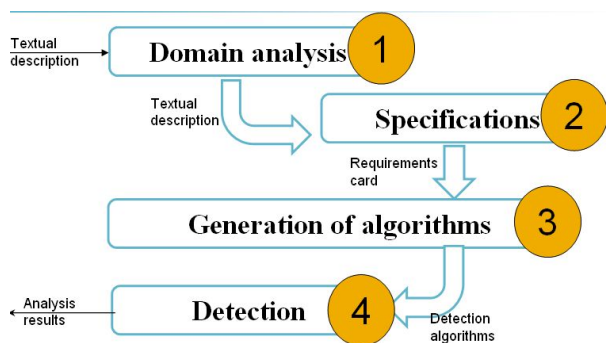 Textual
description
Domain analysis
1
Textual
description
Specifications
2
Requirements
card
Generation of algorithms
3
Analysis
results
Detection
4
Detection
algorithms